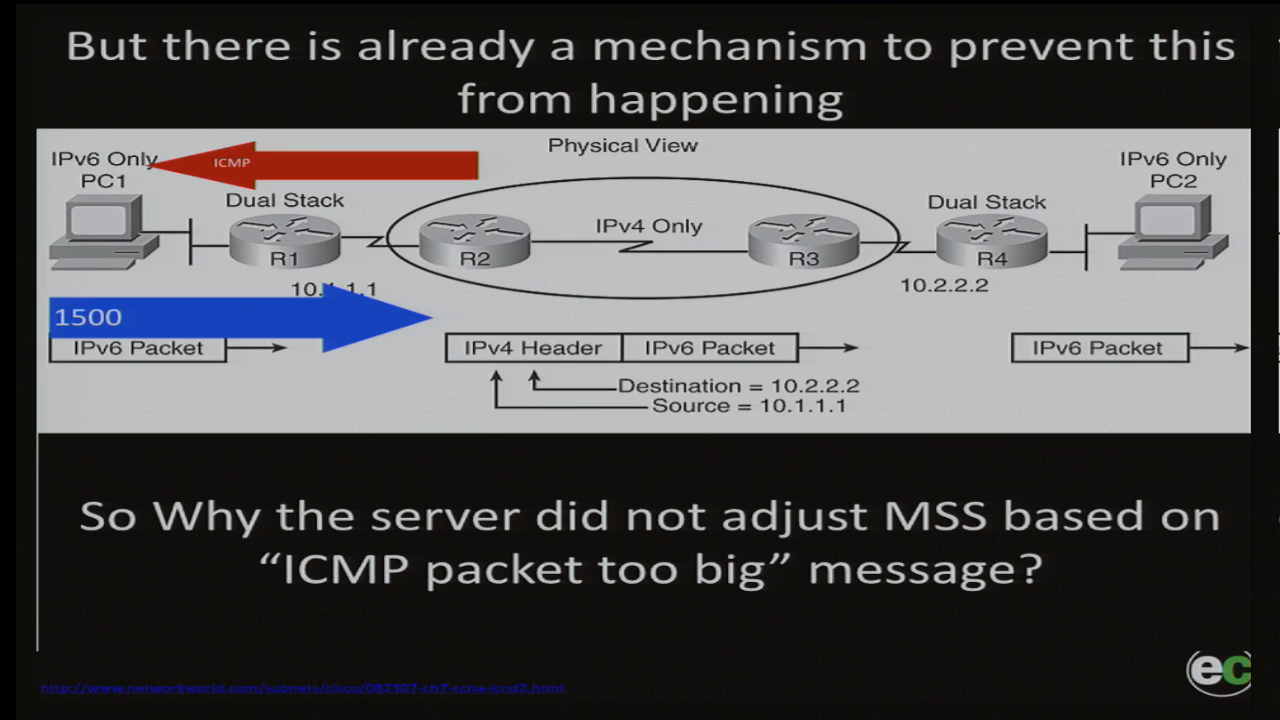 But there is already a mechanism to prevent this
from happening
Physical View
IPv6 Only
PC1
ICMP
IPv6 Only
PC2
Dual Stack
Dual Stack
IPv4 Only
R1
R2
R3
R4
10.1.1.1
10.2.2.2
1500
IPv6 Packet
IPv4 Header
IPv6 Packet
IPv6 Packet
Destination = 10.2.2.2
Source = 10.1.1.1
So Why the server did not adjust MSS based on
“ICMP packet too big” message?
ec
http://www.networkworld.com/subnets/cisco/082107-ch7-ccna-icnd2.html